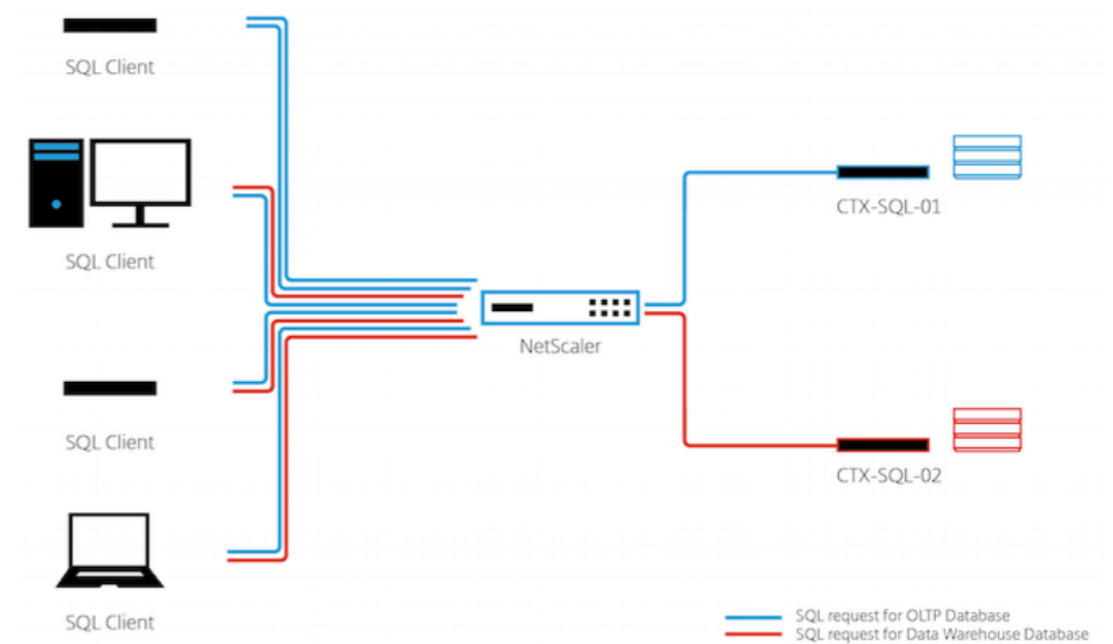 SQL Client
SQL Client
CTX-SQL-01
NetScaler
SQL Client
CTX-SQL-02
SQL Client
SQL request for OLTP Database
SQL request for Data Warehouse Database